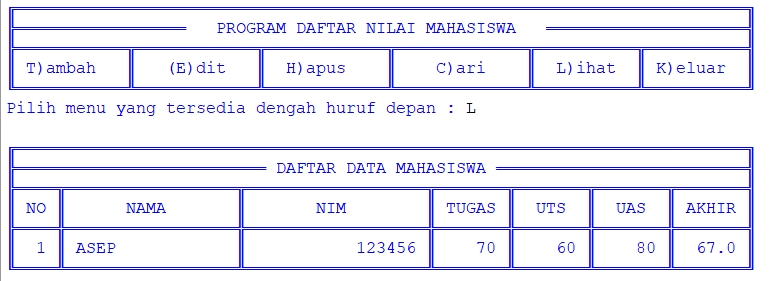 PROGRAM DAFTAR NILAI MAHASISWA
T)ambah (E)dit H)apus C)ari L)ihat K)eluar
Pilih menu yang tersedia dengah huruf depan : L
DAFTAR DATA MAHASISWA
NO NAMA NIM TUGAS UTS UAS AKHIR
1 ASEP 123456 70 60 80 67.0